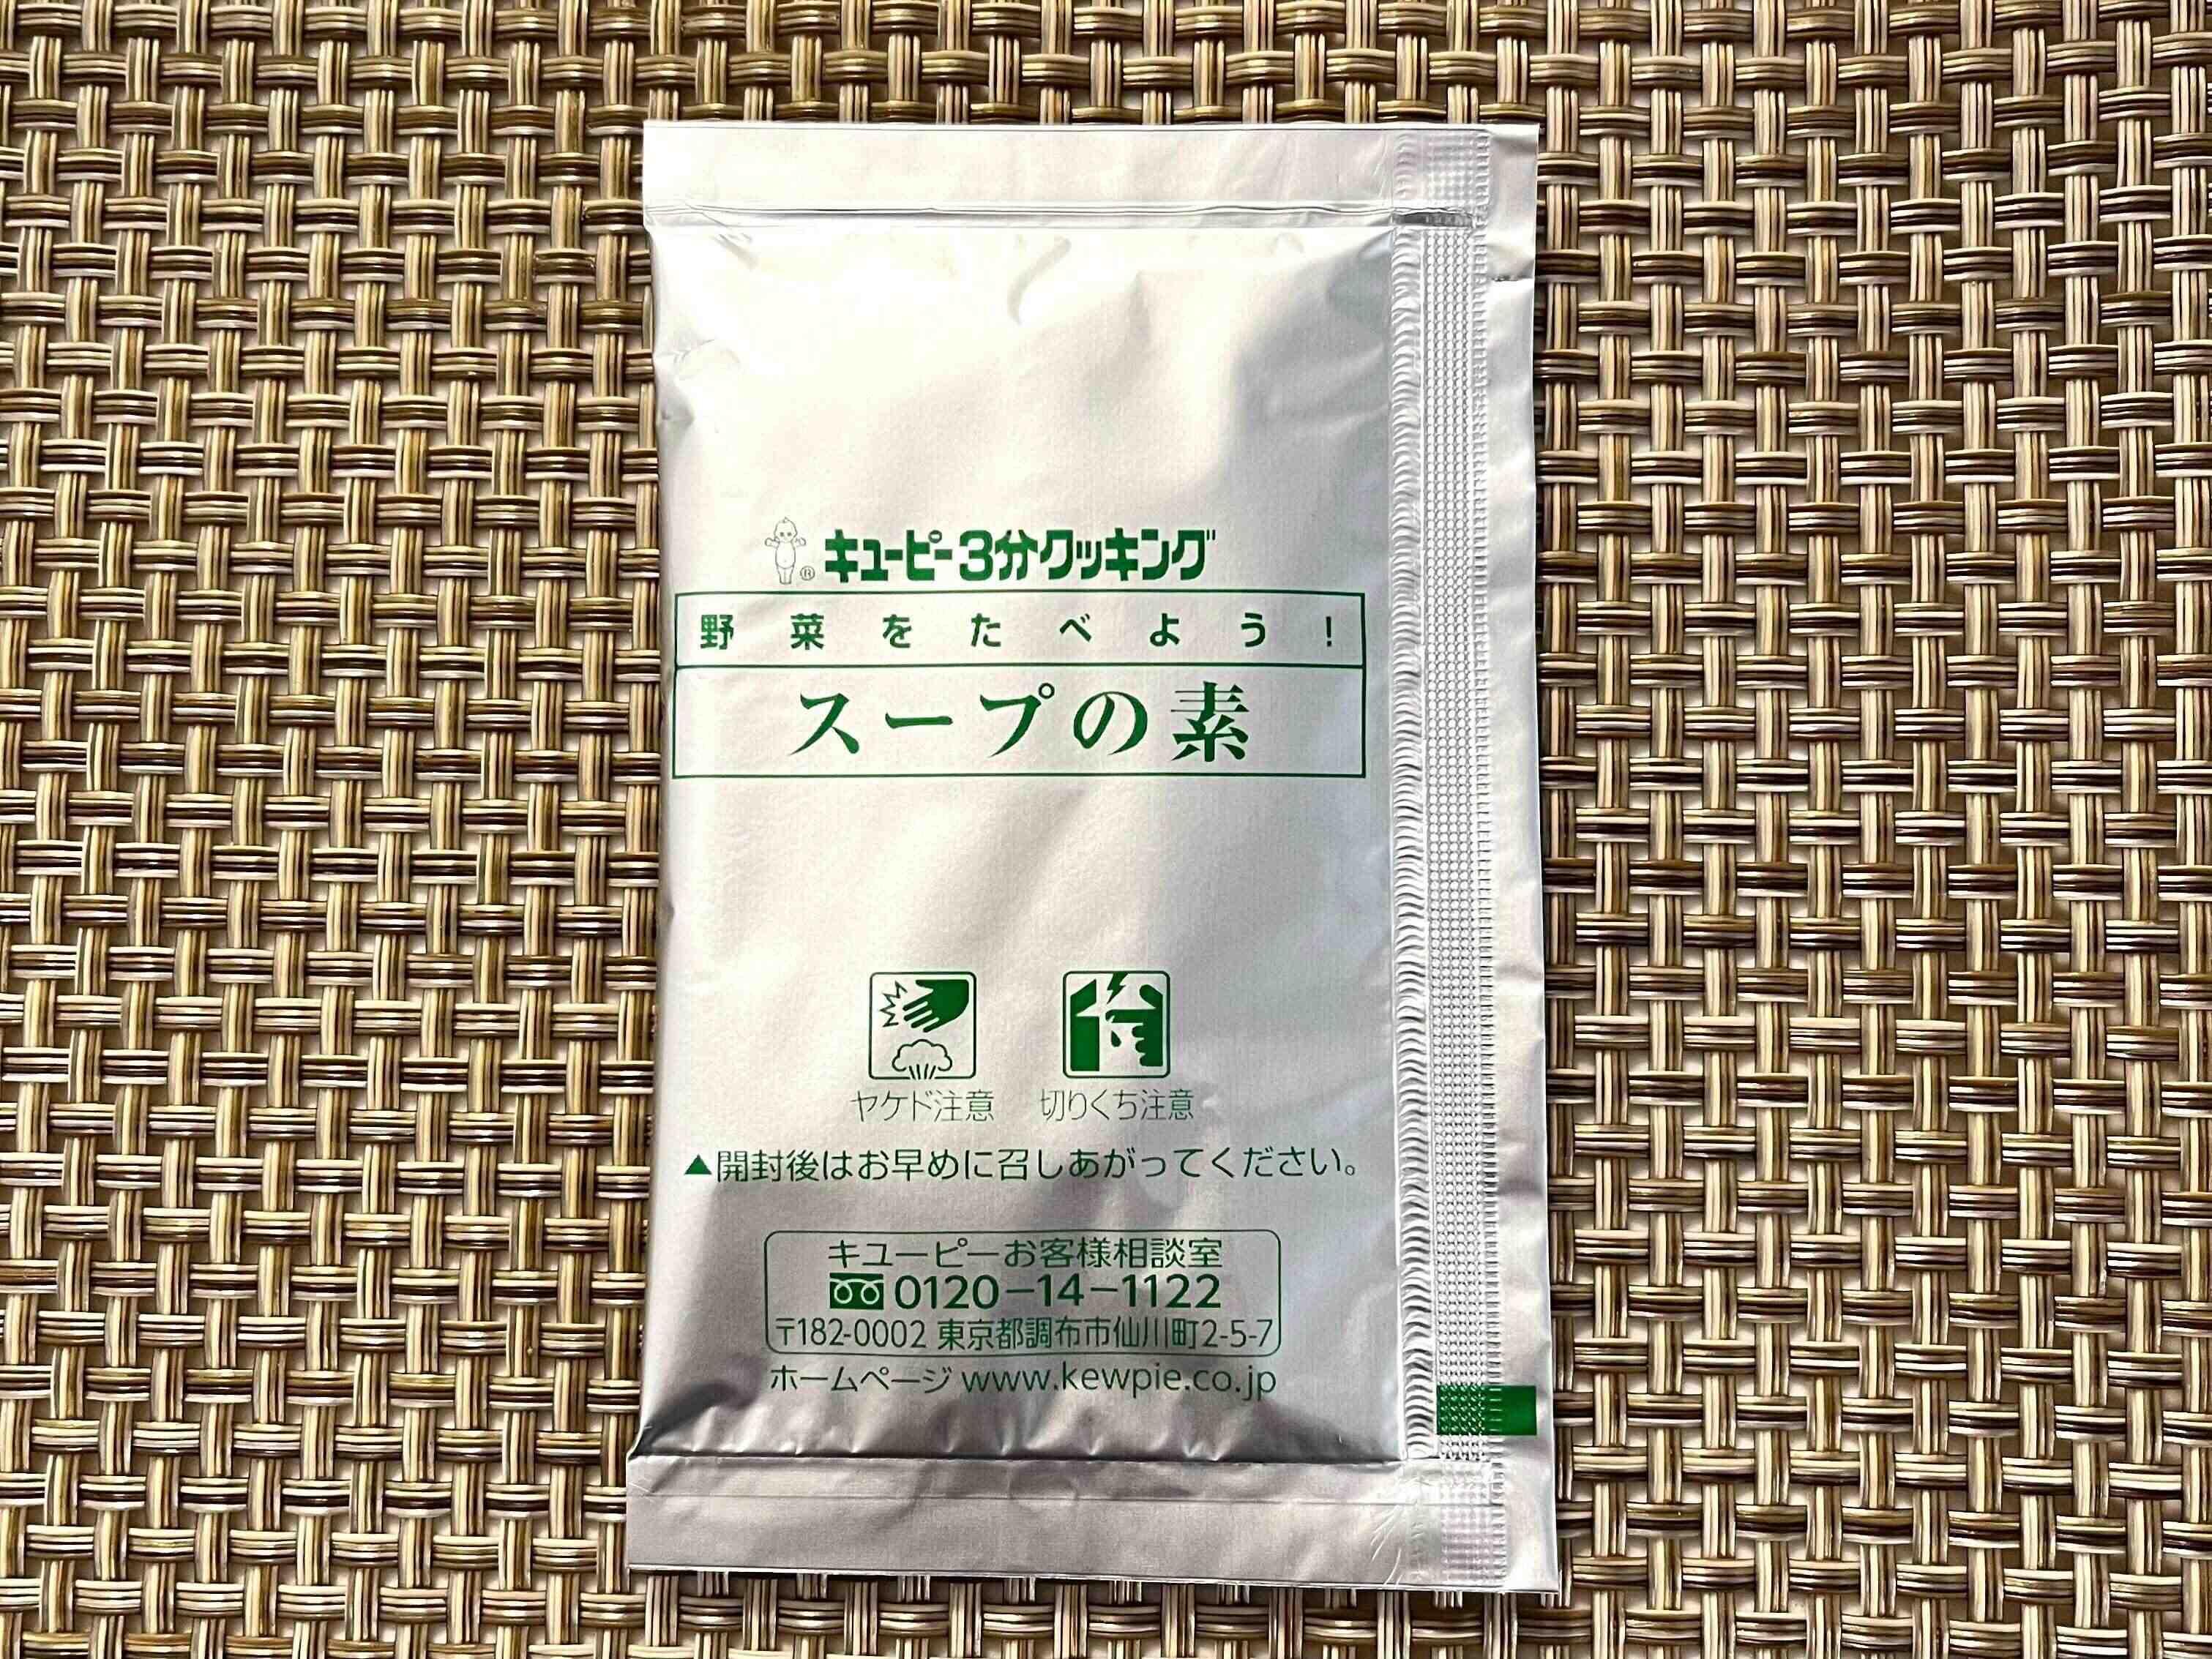 ® キユーピー3分クッキング
野菜をたべよう!
スープの素
ヤケド注意 切りくち注意
▲開封後はお早めに召しあがってください。
キユーピーお客様相談室
0120-14-1122
〒182-0002 東京都調布市仙川町2-5-7
ホームページ www.kewpie.co.jp